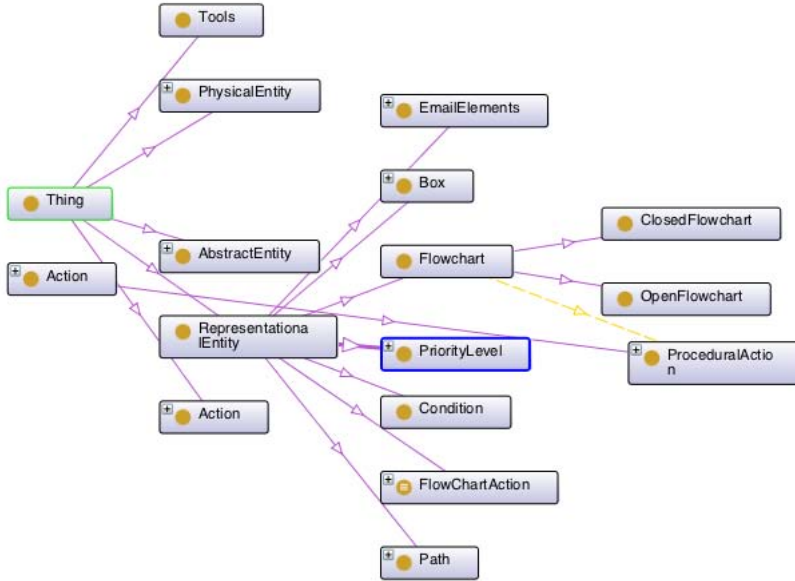 Tools
PhysicalEntity
EmailElements
Box
Thing
ClosedFlowchart
AbstractEntity
Flowchart
Action
OpenFlowchart
Representationa
lEntity
PriorityLevel
ProceduralActio
n
Action
Condition
FlowChartAction
Path